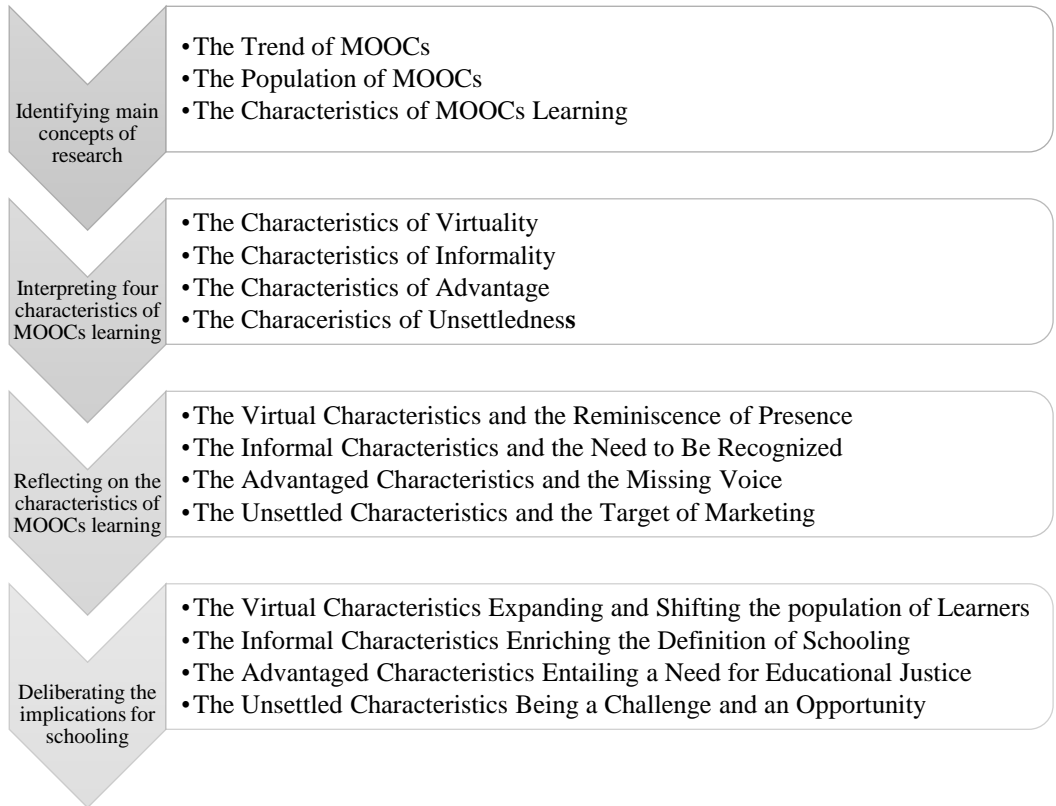 Identifying main
concepts of
research
•The Trend of MOOCs
•The Population of MOOCs
•The Characteristics of MOOCs Learning
Interpreting four
characteristics of
MOOCs learning
•The Characteristics of Virtuality
•The Characteristics of Informality
•The Characteristics of Advantage
•The Characeristics of Unsettledness
Reflecting on the
characteristics of
MOOCs learning
•The Virtual Characteristics and the Reminiscence of Presence
•The Informal Characteristics and the Need to Be Recognized
•The Advantaged Characteristics and the Missing Voice
•The Unsettled Characteristics and the Target of Marketing
Deliberating the
implications for
schooling
•The Virtual Characteristics Expanding and Shifting the population of Learners
•The Informal Characteristics Enriching the Definition of Schooling
•The Advantaged Characteristics Entailing a Need for Educational Justice
•The Unsettled Characteristics Being a Challenge and an Opportunity